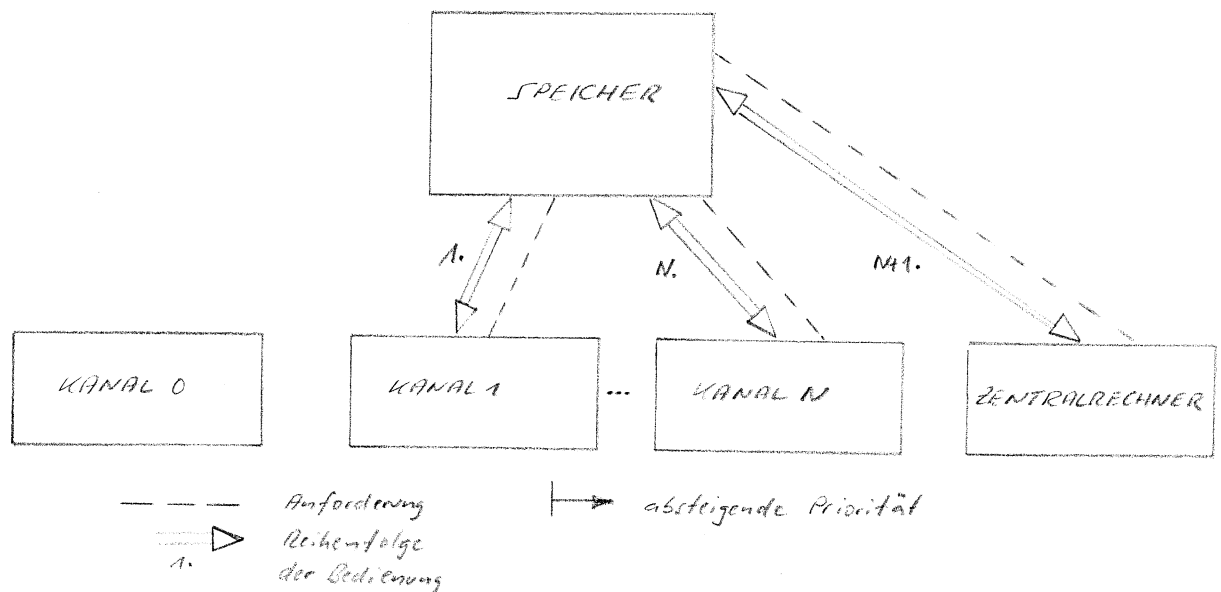 SPEICHER
1.
N.
N+1.
KANAL 0
KANAL 1
...
KANAL N
ZENTRALRECHNER
Anforderung
absteigende Priorität
1.
Reihenfolge
der Bedienung